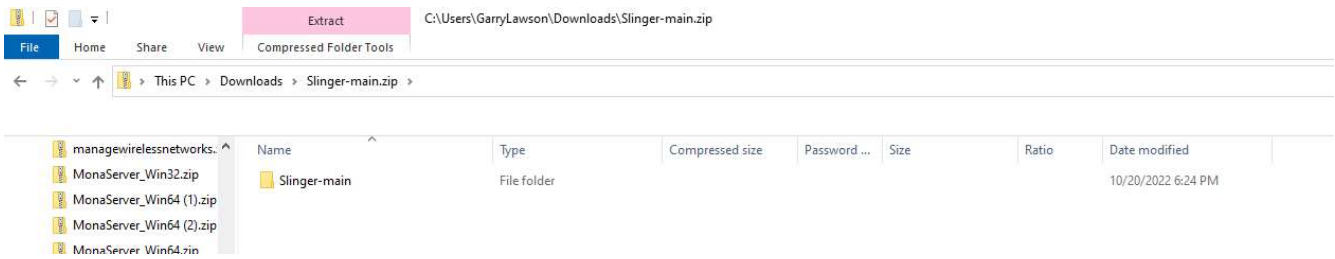 Extract C:\Users\GarryLawson\Downloads\Slinger-main.zip
File Home Share View Compressed Folder Tools
This PC > Downloads > Slinger-main.zip >
managewirelessnetworks.
Name Type Compressed size Password ... Size Ratio Date modified
MonaServer_Win32.zip
Slinger-main File folder 10/20/2022 6:24 PM
MonaServer_Win64 (1).zip
MonaServer_Win64 (2).zip
MonaServer_Win64.zip